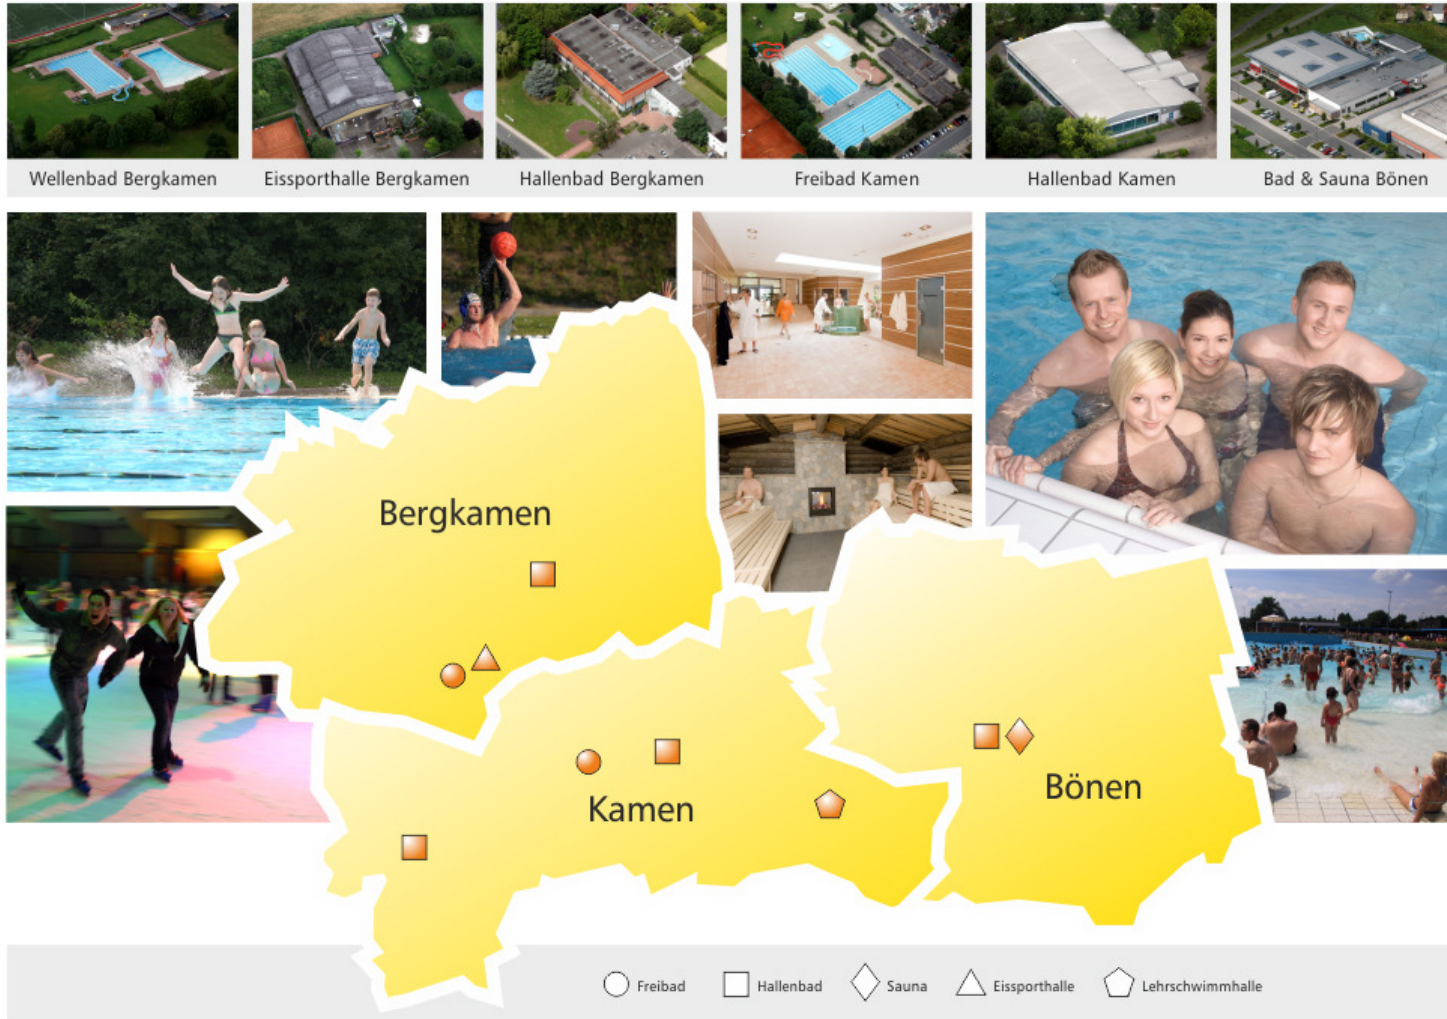 Wellenbad Bergkamen
Eissporthalle Bergkamen
Hallenbad Bergkamen
Freibad Kamen
Hallenbad Kamen
Bad & Sauna Bönen
Bergkamen
Kamen
Bönen
Freibad
Hallenbad
Sauna
Eissporthalle
Lehrschwimmhalle